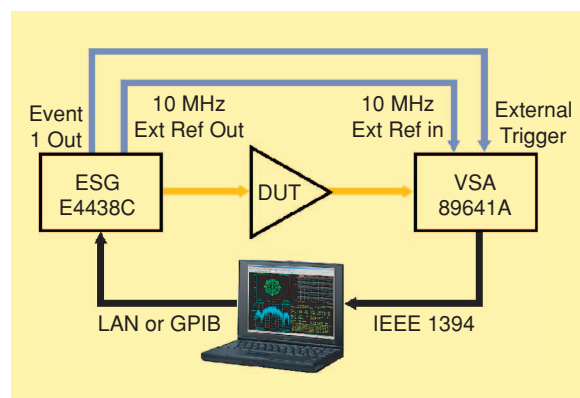 Event
1 Out
10 MHz
Ext Ref Out
10 MHz
Ext Ref in
External
Trigger
ESG
E4438C
DUT
VSA
89641A
LAN or GPIB
IEEE 1394